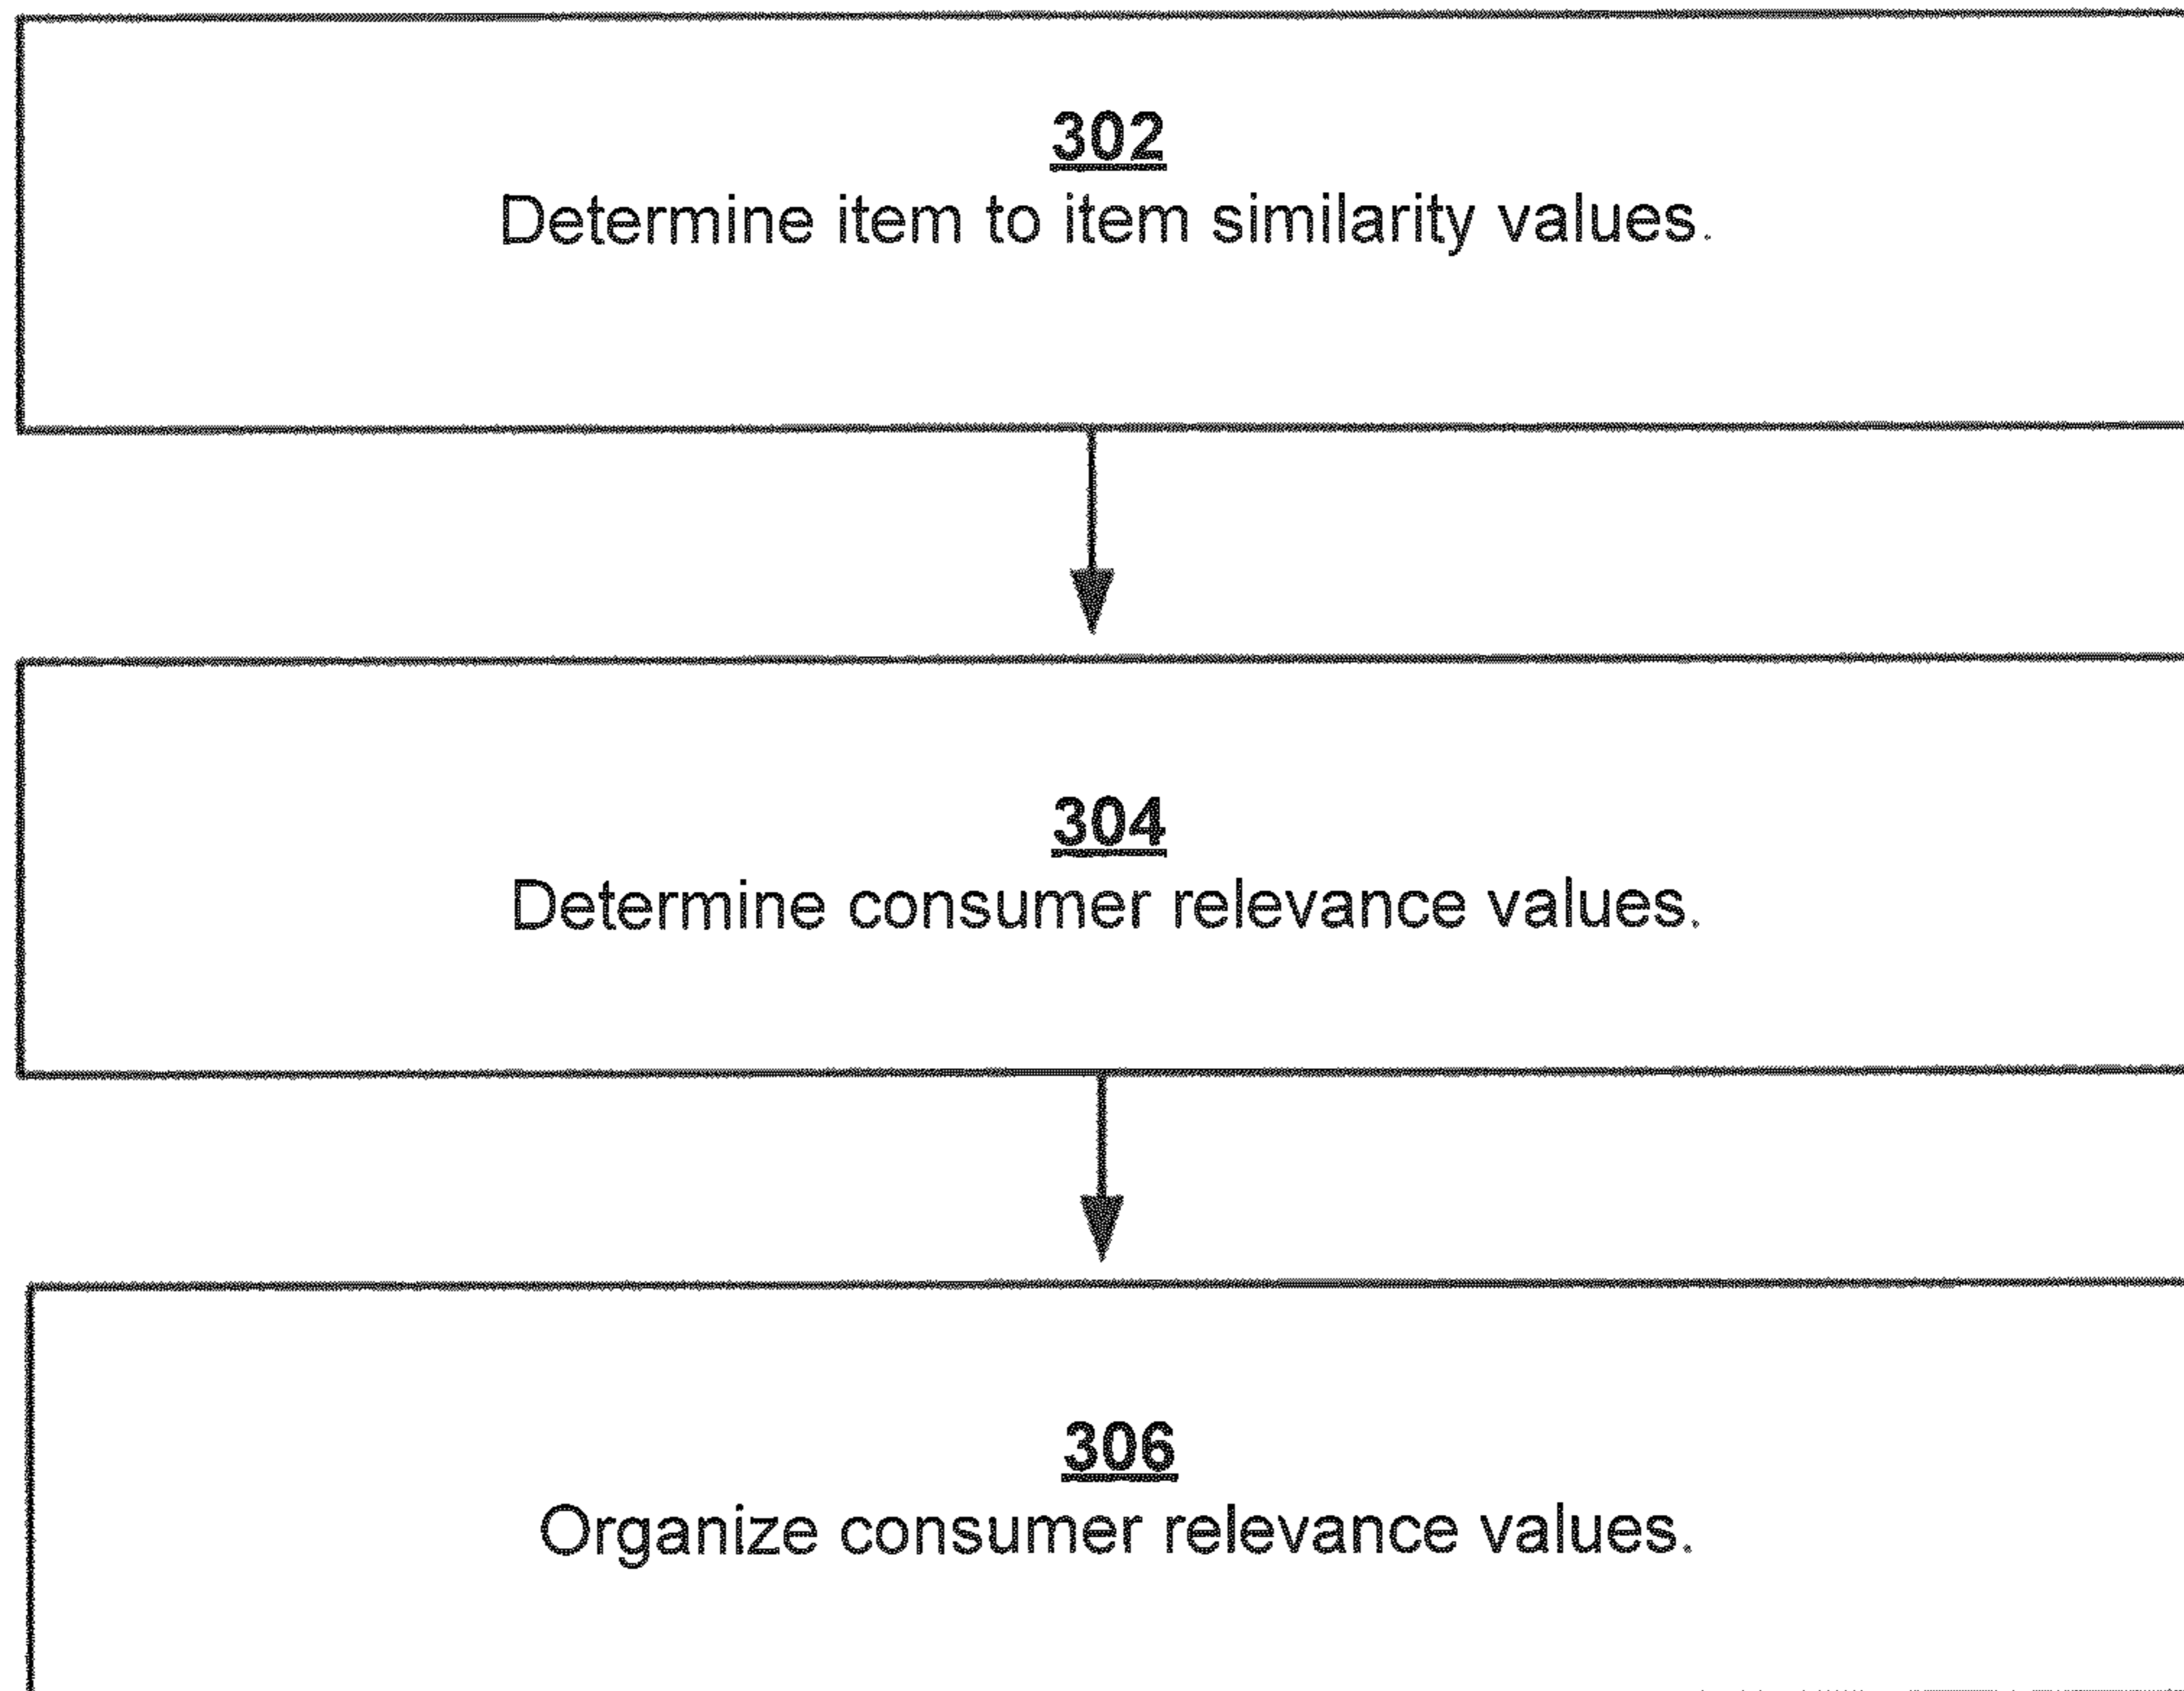 302
Determine item to item similarity values.
304
Determine consumer relevance values.
306
Organize consumer relevance values.